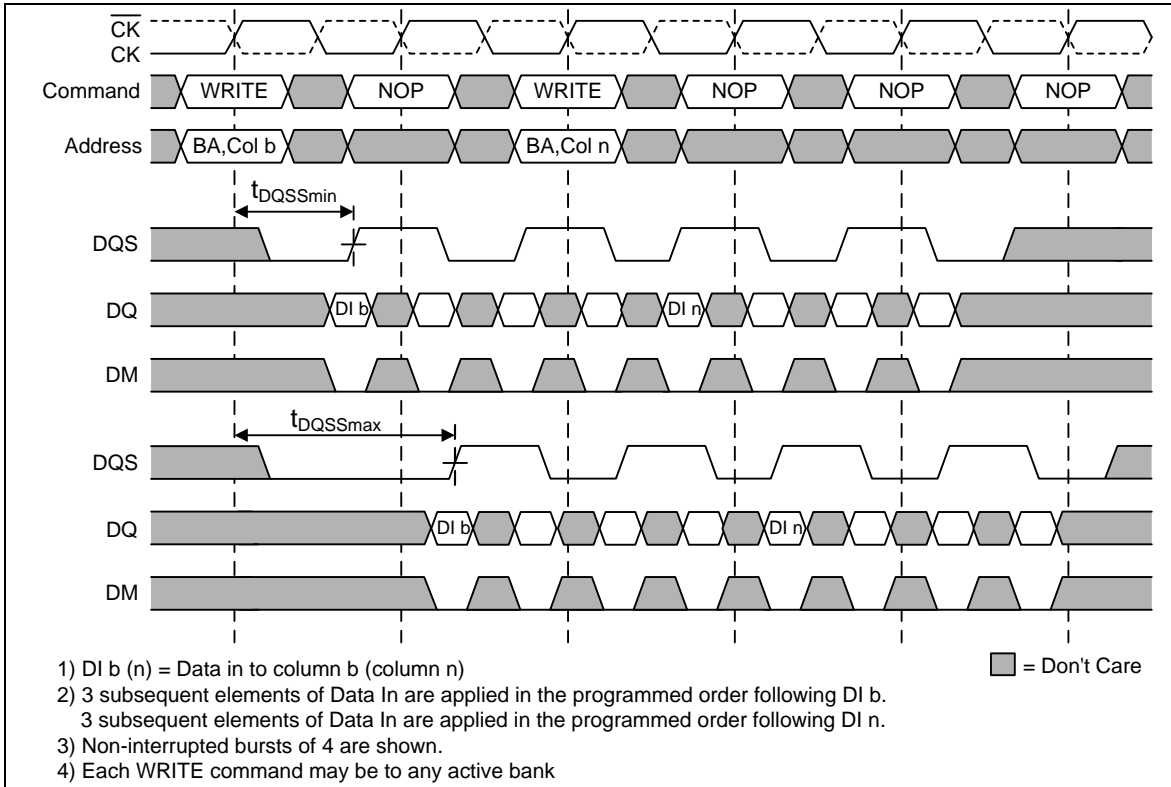 CK
CK
Command WRITE NOP WRITE NOP NOP NOP
Address BA,Col b BA,Col n
tDQSSmin
DQS
DQ DI b DI n
DM
tDQSSmax
DQS
DQ DI b DI n
DM
1) DI b (n) = Data in to column b (column n)
= Don't Care
2) 3 subsequent elements of Data In are applied in the programmed order following DI b.
3 subsequent elements of Data In are applied in the programmed order following DI n.
3) Non-interrupted bursts of 4 are shown.
4) Each WRITE command may be to any active bank